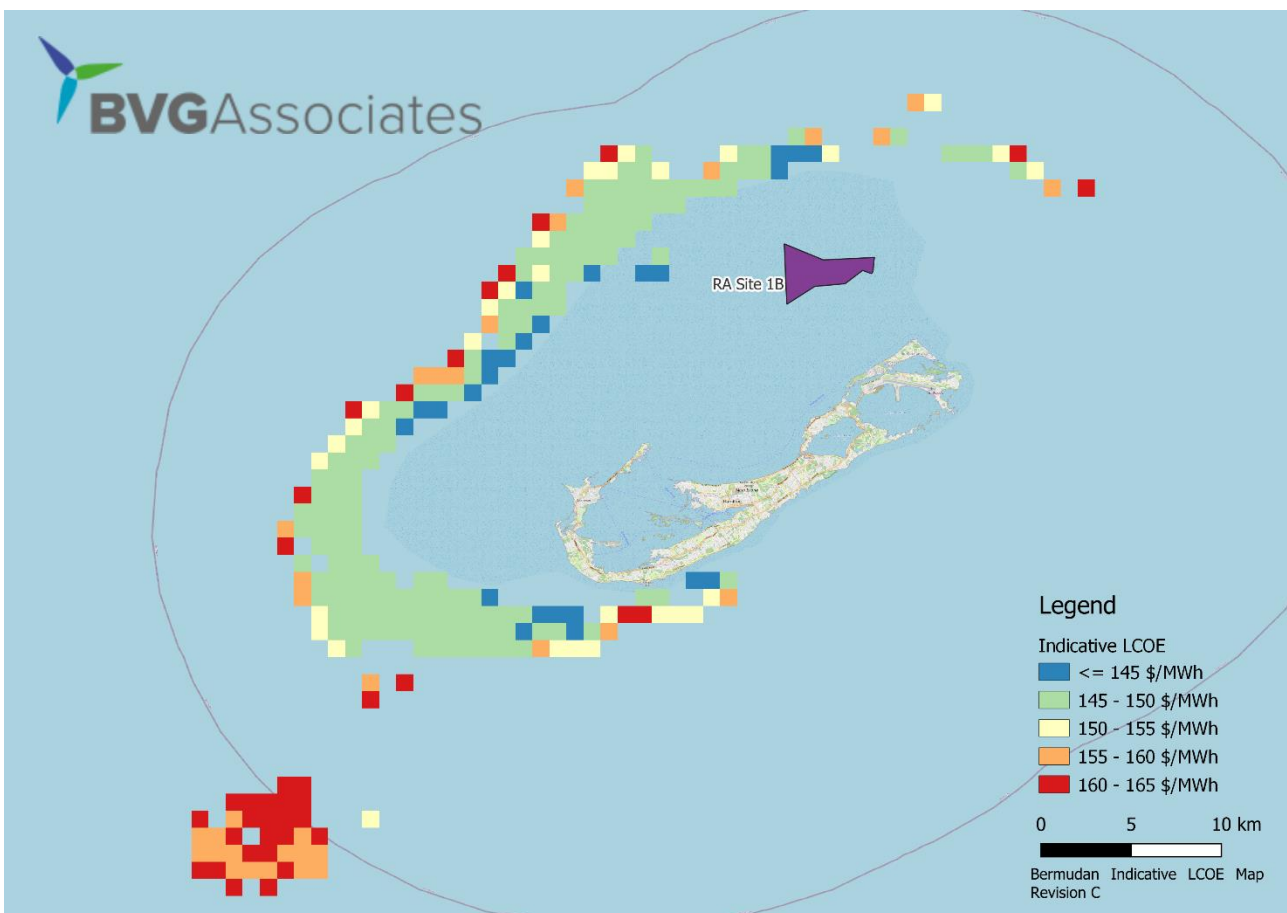 BVGAssociates
RA Site 1B
Legend
Indicative LCOE
<= 145 $/MWh
145 - 150 $/MWh
150 - 155 $/MWh
155 - 160 $/MWh
160 - 165 $/MWh
0 5 10 km
Bermudan Indicative LCOE Map
Revision C